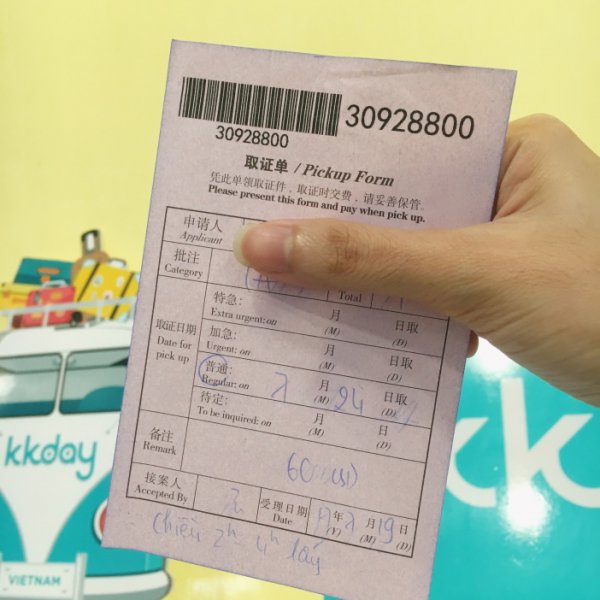 30928800
30928800
取证单 / Pickup Form
凭此单领取证件，取证时交费，请妥善保管。
Please present this form and pay when pick up.
申请人
Applicant
批注
Category
Total
取证日期
Date for
pick up
特急: 月 日取
Extra urgent: on (M) (D)
加急: 月 日取
Urgent: on (M) (D)
普通: 月 24 日取
Regular: on (M) (D)
待定: 月 日
To be inquired: on (M) (D)
备注
Remark
60
接案人
Accepted By
受理日期
Date
年 月 19 日
(Y) (M) (D)
Chiều 2h 4h lấy
kkday
VIETNAM